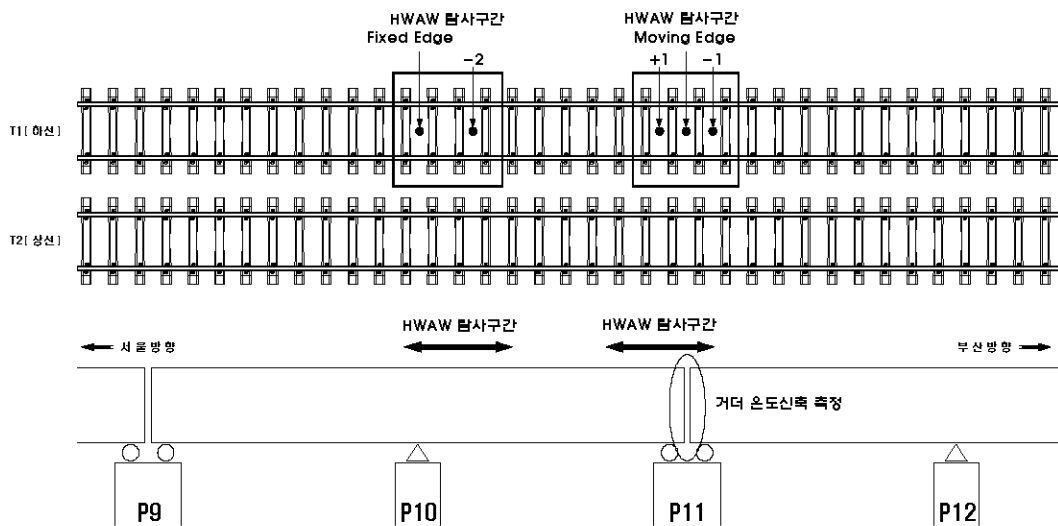 HWAW 탐사구간
Fixed Edge
-2
HWAW 탐사구간
Moving Edge
+1
-1
T1[ 하선 ]
T2[ 상선 ]
HWAW 탐사구간
HWAW 탐사구간
서울방향
부산방향
거더 온도신축 측정
P9
P10
P11
P12